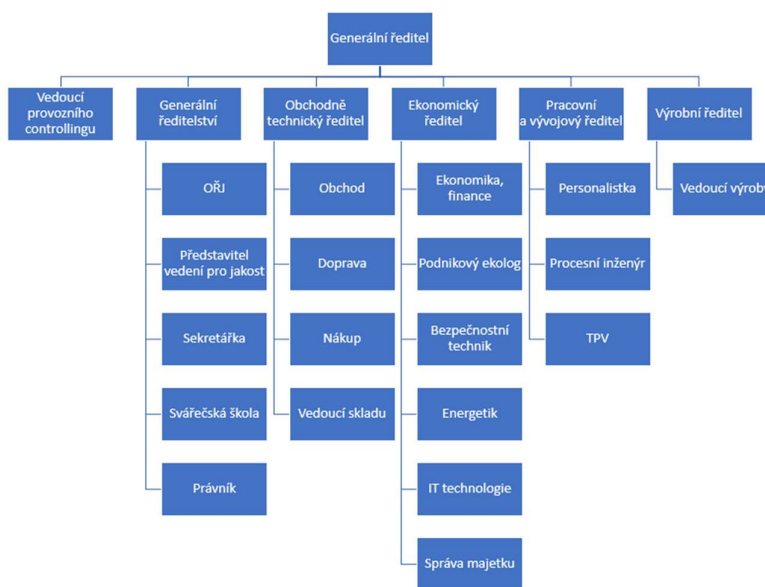 Generální ředitel
Vedoucí
provozního
controllingu
Generální
ředitelství
Obchodně
technický ředitel
Ekonomický
ředitel
Pracovní
a vývojový ředitel
Výrobní ředitel
OŘJ
Představitel
vedení pro jakost
Sekretářka
Svářečská škola
Právník
Obchod
Doprava
Nákup
Vedoucí skladu
Ekonomika,
finance
Podnikový ekolog
Bezpečnostní
technik
Energetik
IT technologie
Správa majetku
Personalistka
Procesní inženýr
TPV
Vedoucí výroby